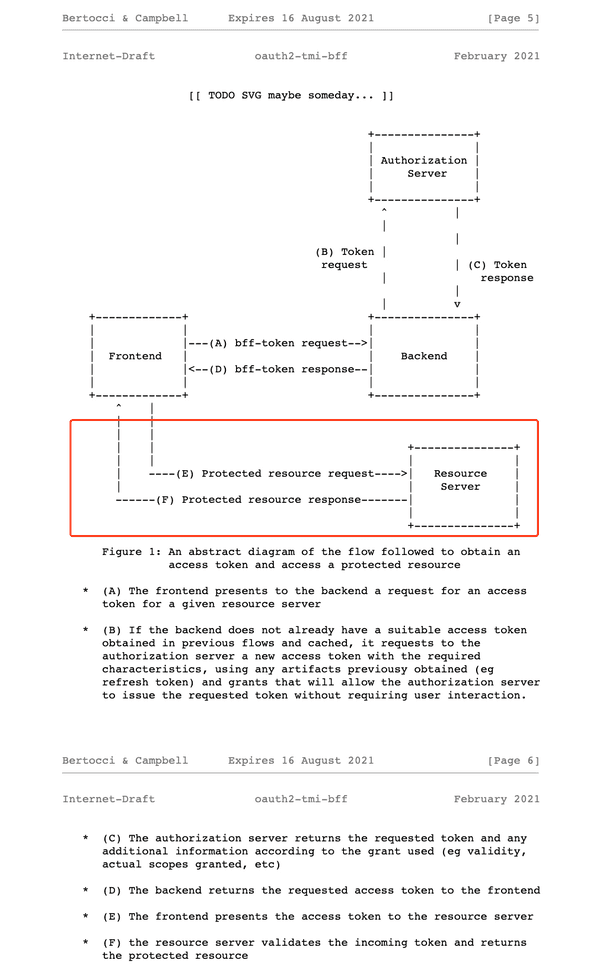 Bertocci & Campbell Expires 16 August 2021 [Page 5]
Internet-Draft oauth2-tmi-bff February 2021
[[ TODO SVG maybe someday... ]]
Authorization
Server
(B) Token
request
(C) Token
response
Frontend
---(A) bff-token request-->
<--(D) bff-token response--
Backend
----(E) Protected resource request---->
Resource
Server
------(F) Protected resource response-------
Figure 1: An abstract diagram of the flow followed to obtain an
access token and access a protected resource
* (A) The frontend presents to the backend a request for an access
token for a given resource server
* (B) If the backend does not already have a suitable access token
obtained in previous flows and cached, it requests to the
authorization server a new access token with the required
characteristics, using any artifacts previousy obtained (eg
refresh token) and grants that will allow the authorization server
to issue the requested token without requiring user interaction.
Bertocci & Campbell Expires 16 August 2021 [Page 6]
Internet-Draft oauth2-tmi-bff February 2021
* (C) The authorization server returns the requested token and any
additional information according to the grant used (eg validity,
actual scopes granted, etc)
* (D) The backend returns the requested access token to the frontend
* (E) The frontend presents the access token to the resource server
* (F) the resource server validates the incoming token and returns
the protected resource